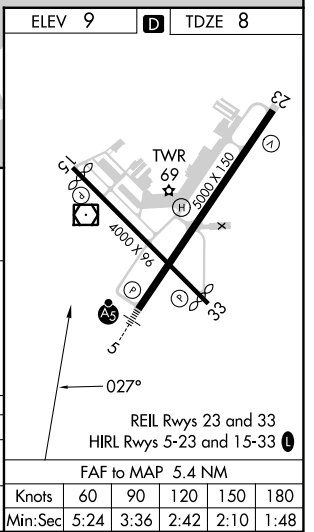 ELEV 9 D TDZE 8
23
V
TWR
69
15
P
H
5000 X 150
X
4000 X 96
P
P
A5
33
5
027°
REIL Rwys 23 and 33
HIRL Rwys 5-23 and 15-33 L
FAF to MAP 5.4 NM
Knots 60 90 120 150 180
Min:Sec 5:24 3:36 2:42 2:10 1:48